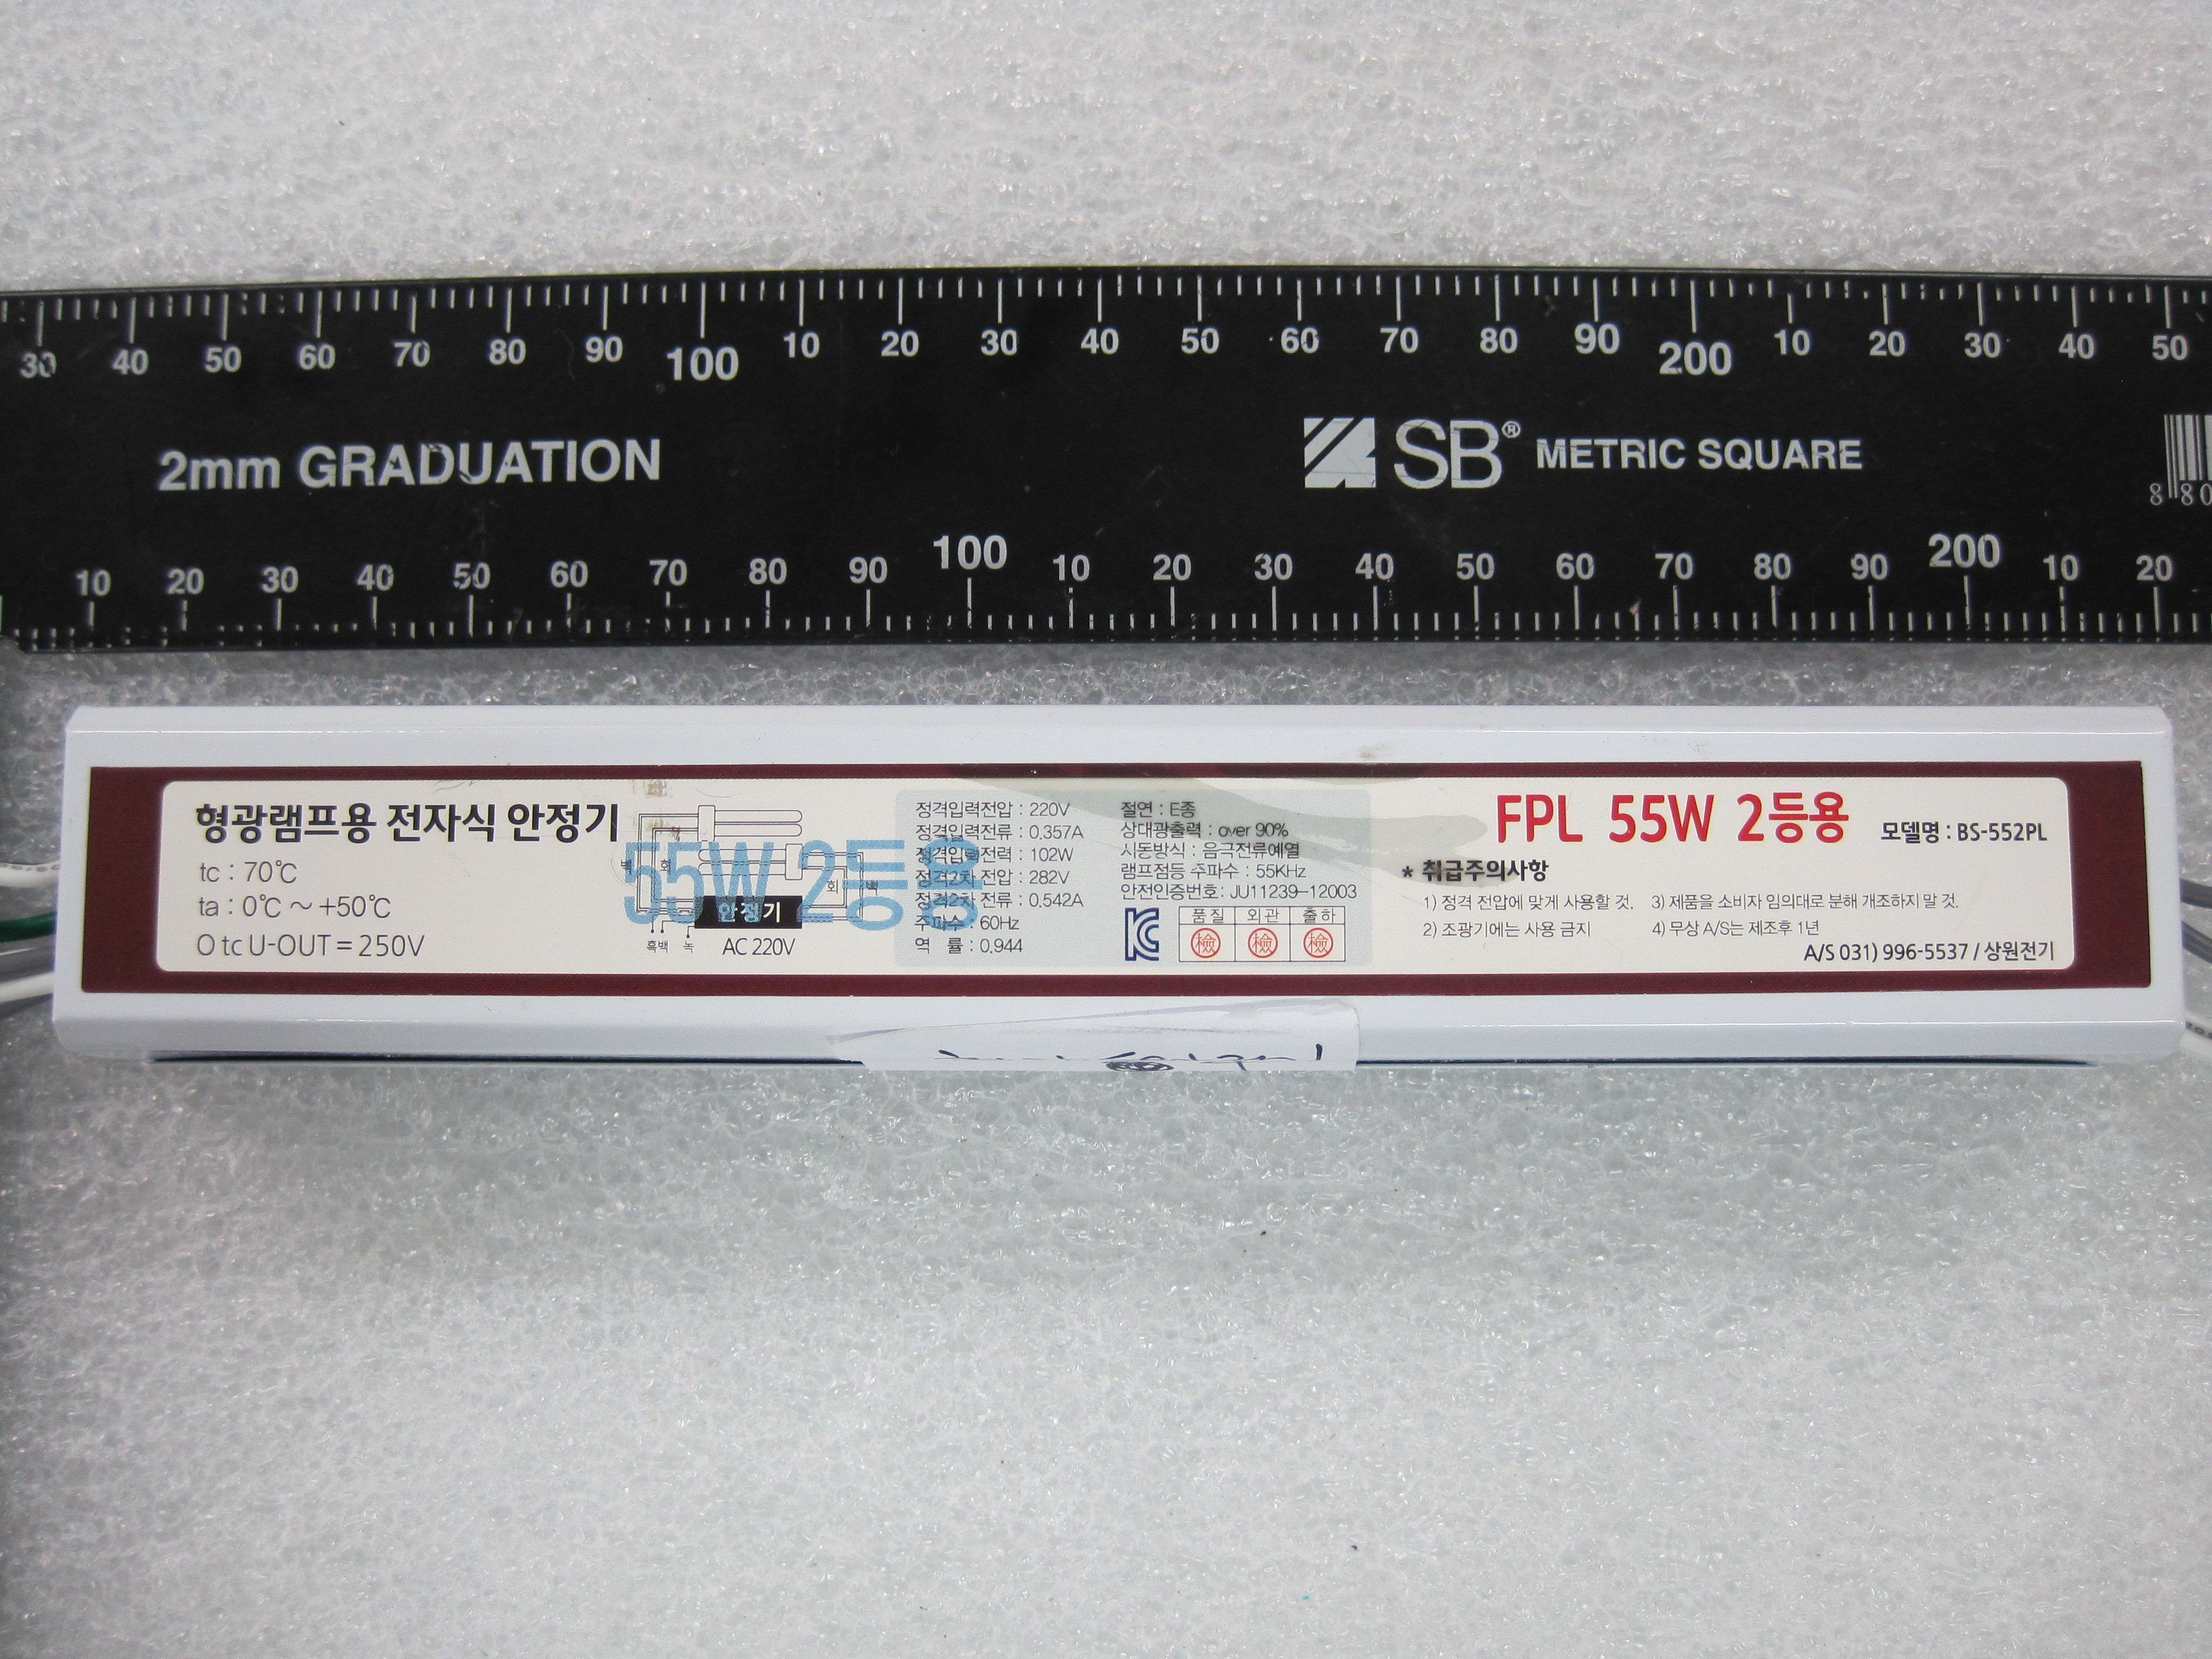 30 40 50 60 70 80 90 100 10 20 30 40 50 60 70 80 90 200 10 20 30 40 50
2mm GRADUATION
SB® METRIC SQUARE
10 20 30 40 50 60 70 80 90 100 10 20 30 40 50 60 70 80 90 200 10 20
형광램프용 전자식 안정기
tc : 70℃
ta : 0℃ ~ +50℃
O tc U-OUT = 250V
55W 2등용
회
백
안정기
흑백 녹
AC 220V
정격입력전압 : 220V
정격입력전류 : 0.357A
정격입력전력 : 102W
정격2차 전압 : 282V
정격2차 전류 : 0.542A
주파수 : 60Hz
역 률 : 0.944
절연 : E종
상대광출력 : over 90%
시동방식 : 음극전류예열
램프점등 주파수 : 55KHz
안전인증번호: JU11239-12003
품질 외관 출하
檢 檢 檢
FPL 55W 2등용
모델명 : BS-552PL
* 취급주의사항
1) 정격 전압에 맞게 사용할 것.
2) 조광기에는 사용 금지
3) 제품을 소비자 임의대로 분해 개조하지 말 것.
4) 무상 A/S는 제조후 1년
A/S 031) 996-5537 / 상원전기